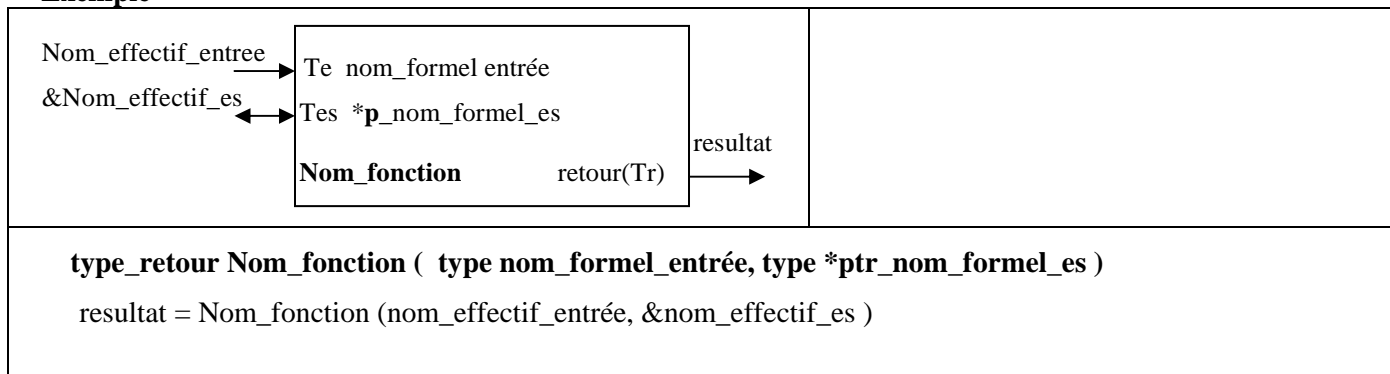 Exemple
Nom_effectif_entree
Te nom_formel entrée
&Nom_effectif_es
Tes *p_nom_formel_es
resultat
Nom_fonction retour(Tr)
type_retour Nom_fonction ( type nom_formel_entrée, type *ptr_nom_formel_es )
resultat = Nom_fonction (nom_effectif_entrée, &nom_effectif_es )